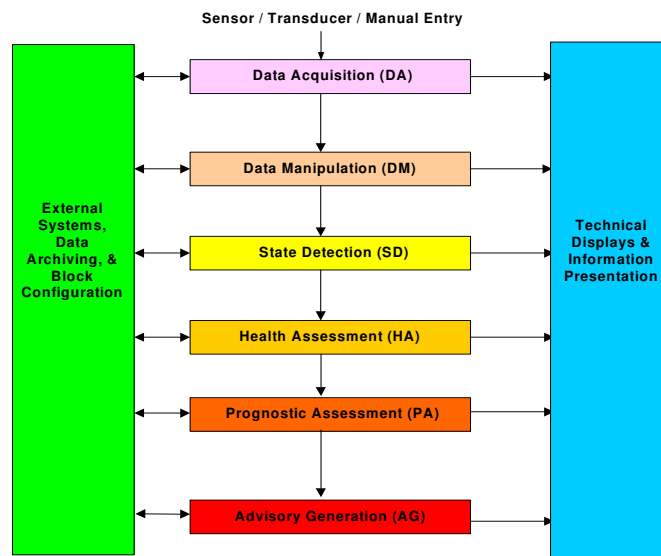 Sensor / Transducer / Manual Entry
Data Acquisition (DA)
Data Manipulation (DM)
State Detection (SD)
Health Assessment (HA)
Prognostic Assessment (PA)
Advisory Generation (AG)
External
Systems,
Data
Archiving, &
Block
Configuration
Technical
Displays &
Information
Presentation